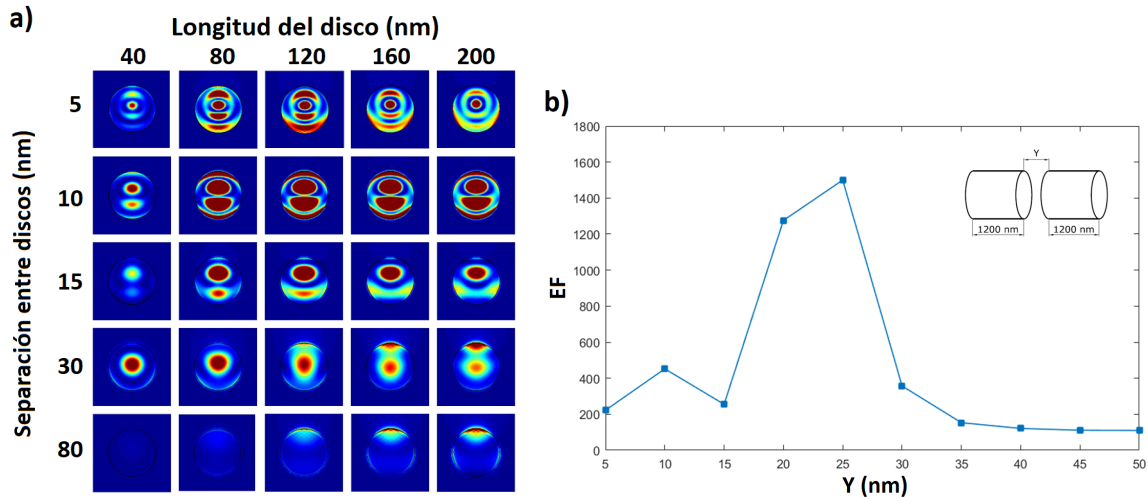 a)
Longitud del disco (nm)
40 80 120 160 200
Separación entre discos (nm)
5
10
15
30
80
b)
1800
1600
1400
1200
1000
800
600
400
200
0
EF
5 10 15 20 25 30 35 40 45 50
Y (nm)
Y
1200 nm 1200 nm